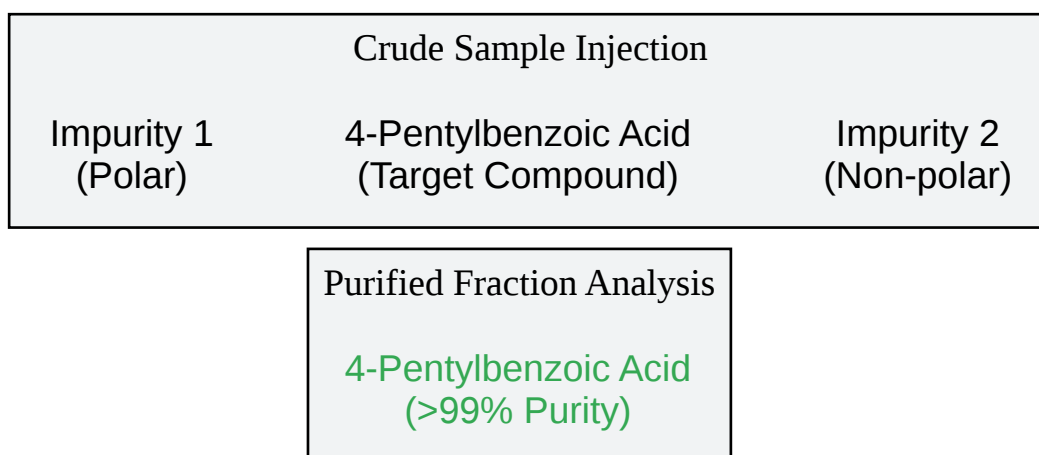 Crude Sample Injection
Impurity 1
(Polar)
4-Pentylbenzoic Acid
(Target Compound)
Impurity 2
(Non-polar)
Purified Fraction Analysis
4-Pentylbenzoic Acid
(>99% Purity)